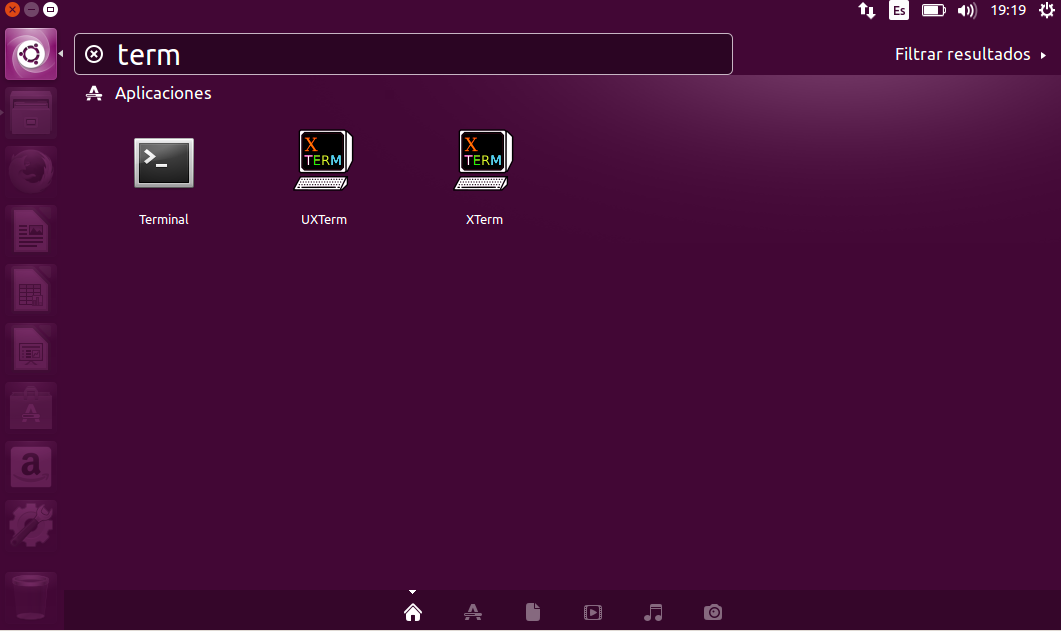 Es
19:19
term
Filtrar resultados
Aplicaciones
X
TERM
X
TERM
Terminal
UXTerm
XTerm
a